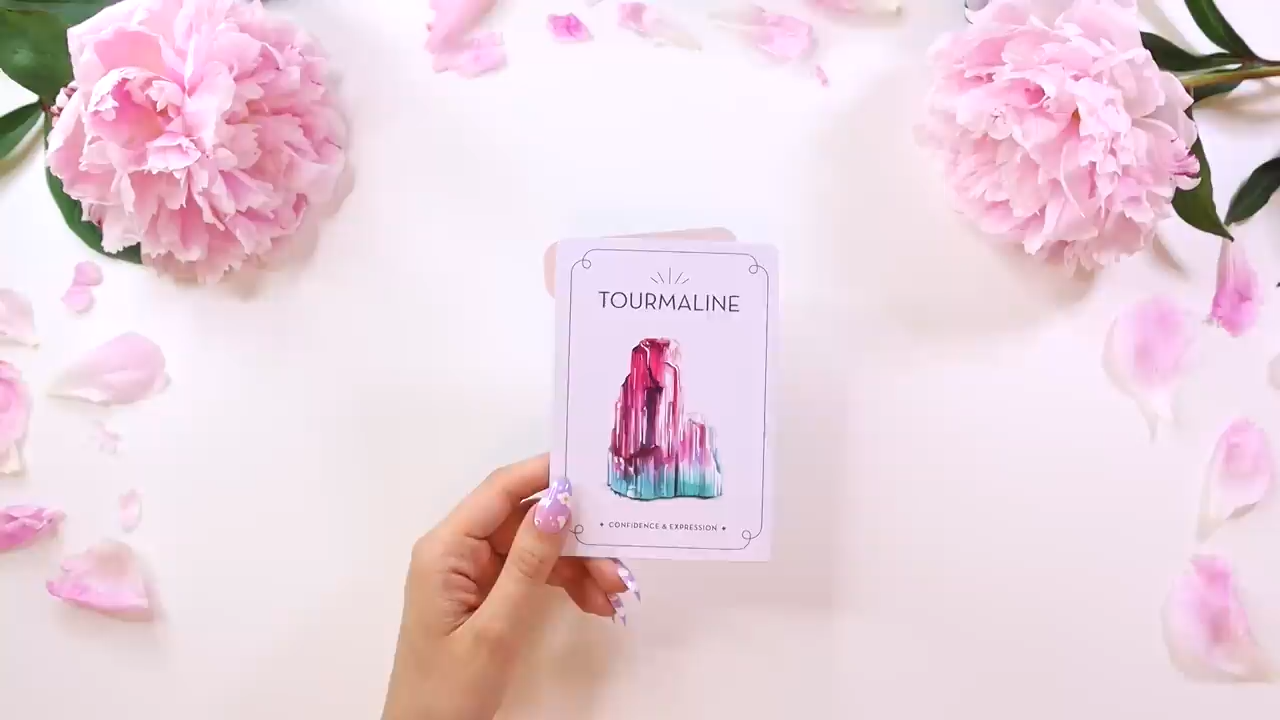 TOURMALINE
✦ CONFIDENCE & EXPRESSION ✦